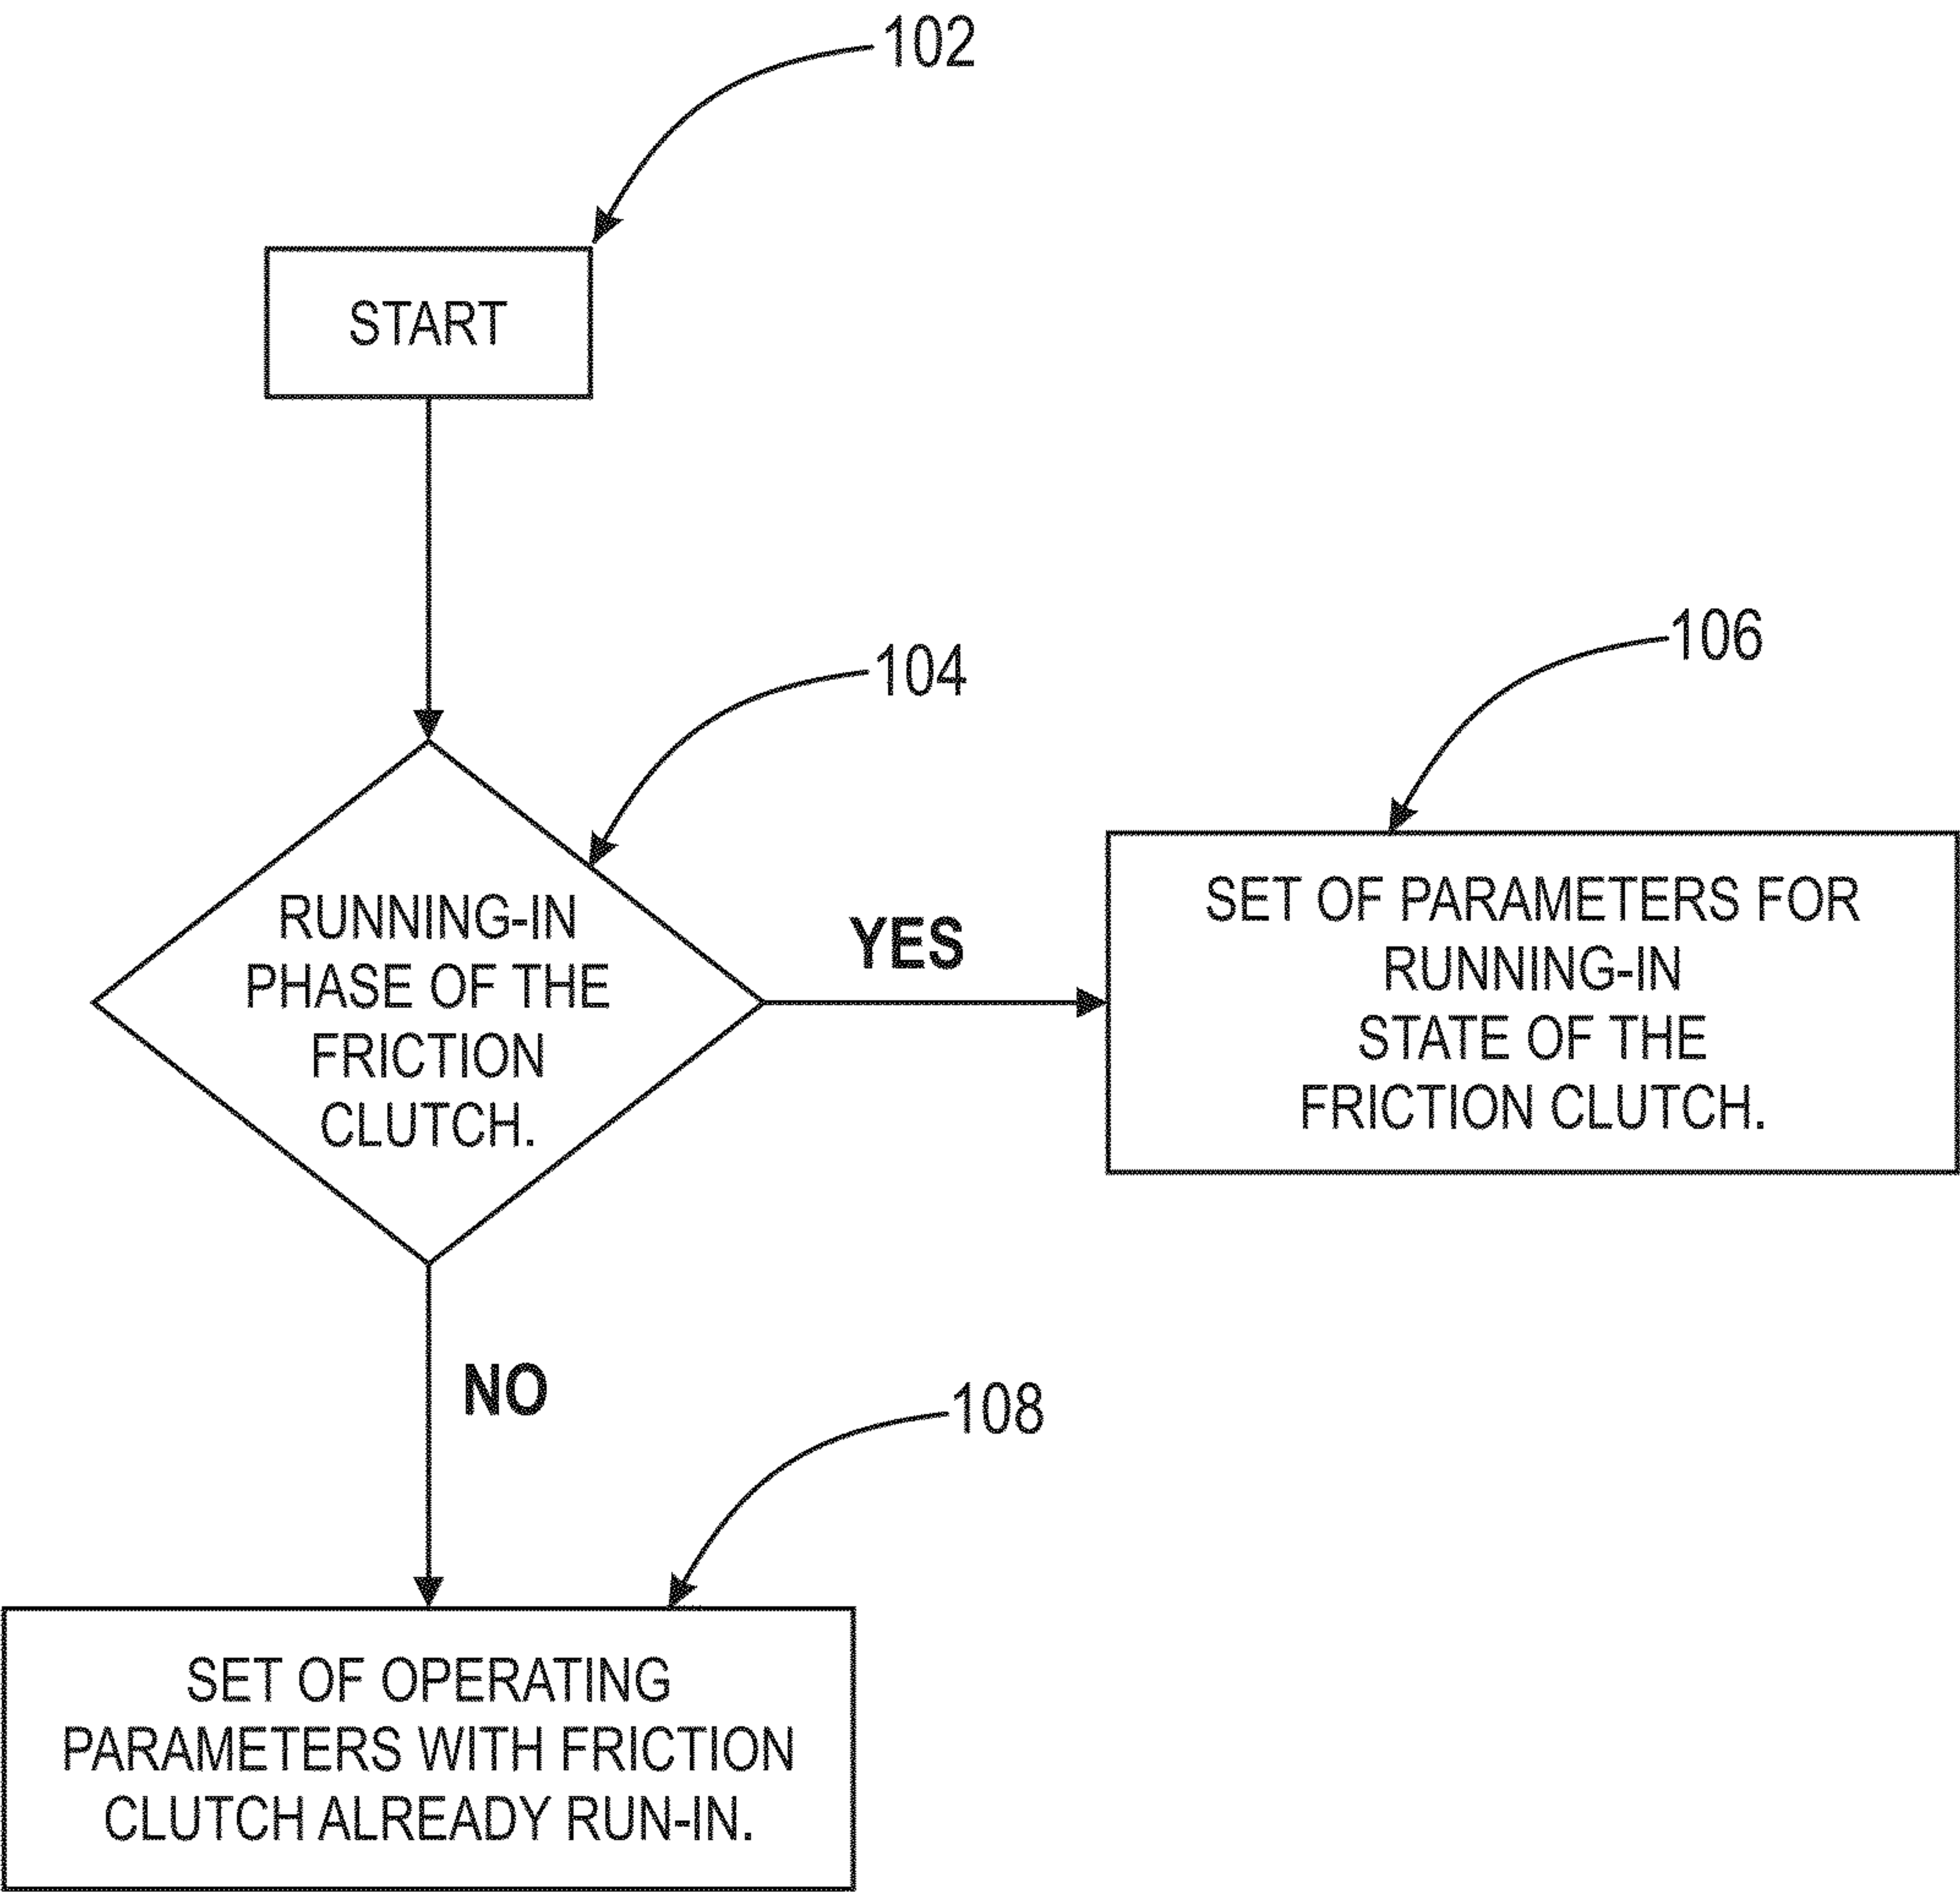 102
START
104
RUNNING-IN
PHASE OF THE
FRICTION
CLUTCH.
YES
106
SET OF PARAMETERS FOR
RUNNING-IN
STATE OF THE
FRICTION CLUTCH.
NO
108
SET OF OPERATING
PARAMETERS WITH FRICTION
CLUTCH ALREADY RUN-IN.